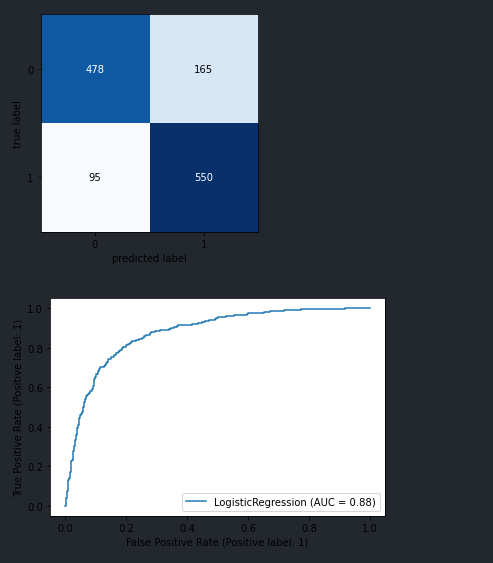 478 165
0
true label
95 550
1
0 1
predicted label
1.0
0.8
0.6
0.4
0.2
0.0
True Positive Rate (Positive label: 1)
LogisticRegression (AUC = 0.88)
0.0 0.2 0.4 0.6 0.8 1.0
False Positive Rate (Positive label: 1)